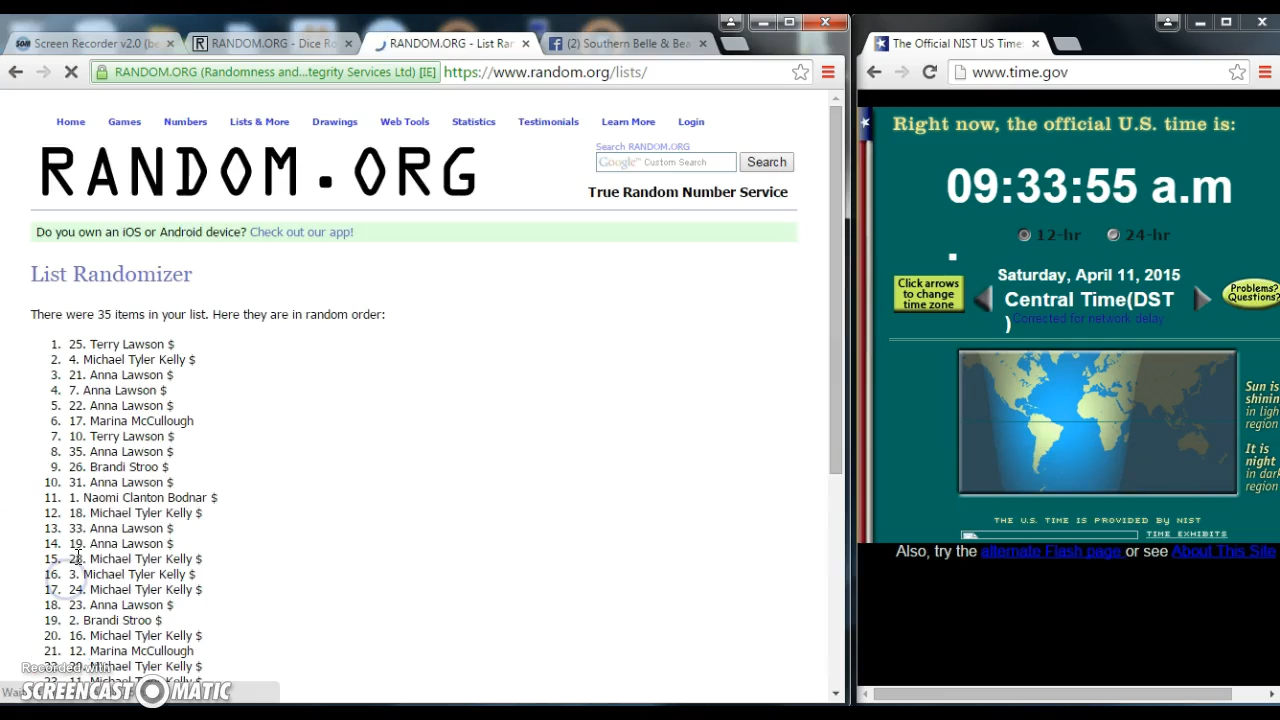 Screen Recorder v2.0 (be
RANDOM.ORG - Dice Ro
RANDOM.ORG - List Ran
(2) Southern Belle & Bea
RANDOM.ORG (Randomness and...tegrity Services Ltd) [IE]
https://www.random.org/lists/
Home Games Numbers Lists & More Drawings Web Tools Statistics Testimonials Learn More Login
RANDOM.ORG
Search RANDOM.ORG
Google™ Custom Search
Search
True Random Number Service
Do you own an iOS or Android device? Check out our app!
List Randomizer
There were 35 items in your list. Here they are in random order:
1. 25. Terry Lawson $
2. 4. Michael Tyler Kelly $
3. 21. Anna Lawson $
4. 7. Anna Lawson $
5. 22. Anna Lawson $
6. 17. Marina McCullough
7. 10. Terry Lawson $
8. 35. Anna Lawson $
9. 26. Brandi Stroo $
10. 31. Anna Lawson $
11. 1. Naomi Clanton Bodnar $
12. 18. Michael Tyler Kelly $
13. 33. Anna Lawson $
14. 19. Anna Lawson $
15. Michael Tyler Kelly $
16. 3. Michael Tyler Kelly $
17. 24. Michael Tyler Kelly $
18. 23. Anna Lawson $
19. 2. Brandi Stroo $
20. 16. Michael Tyler Kelly $
21. 12. Marina McCullough
Michael Tyler Kelly $
Michael Tyler Kelly $
Recorded with
SCREENCAST-O-MATIC
The Official NIST US Time
www.time.gov
Right now, the official U.S. time is:
09:33:55 a.m
12-hr 24-hr
Click arrows
to change
time zone
Saturday, April 11, 2015
Central Time(DST
)
Corrected for network delay
Problems?
Questions?
Sun is
shinin
in ligh
region
It is
night
in dark
region
THE U.S. TIME IS PROVIDED BY NIST
TIME EXHIBITS
Also, try the alternate Flash page or see About This Site